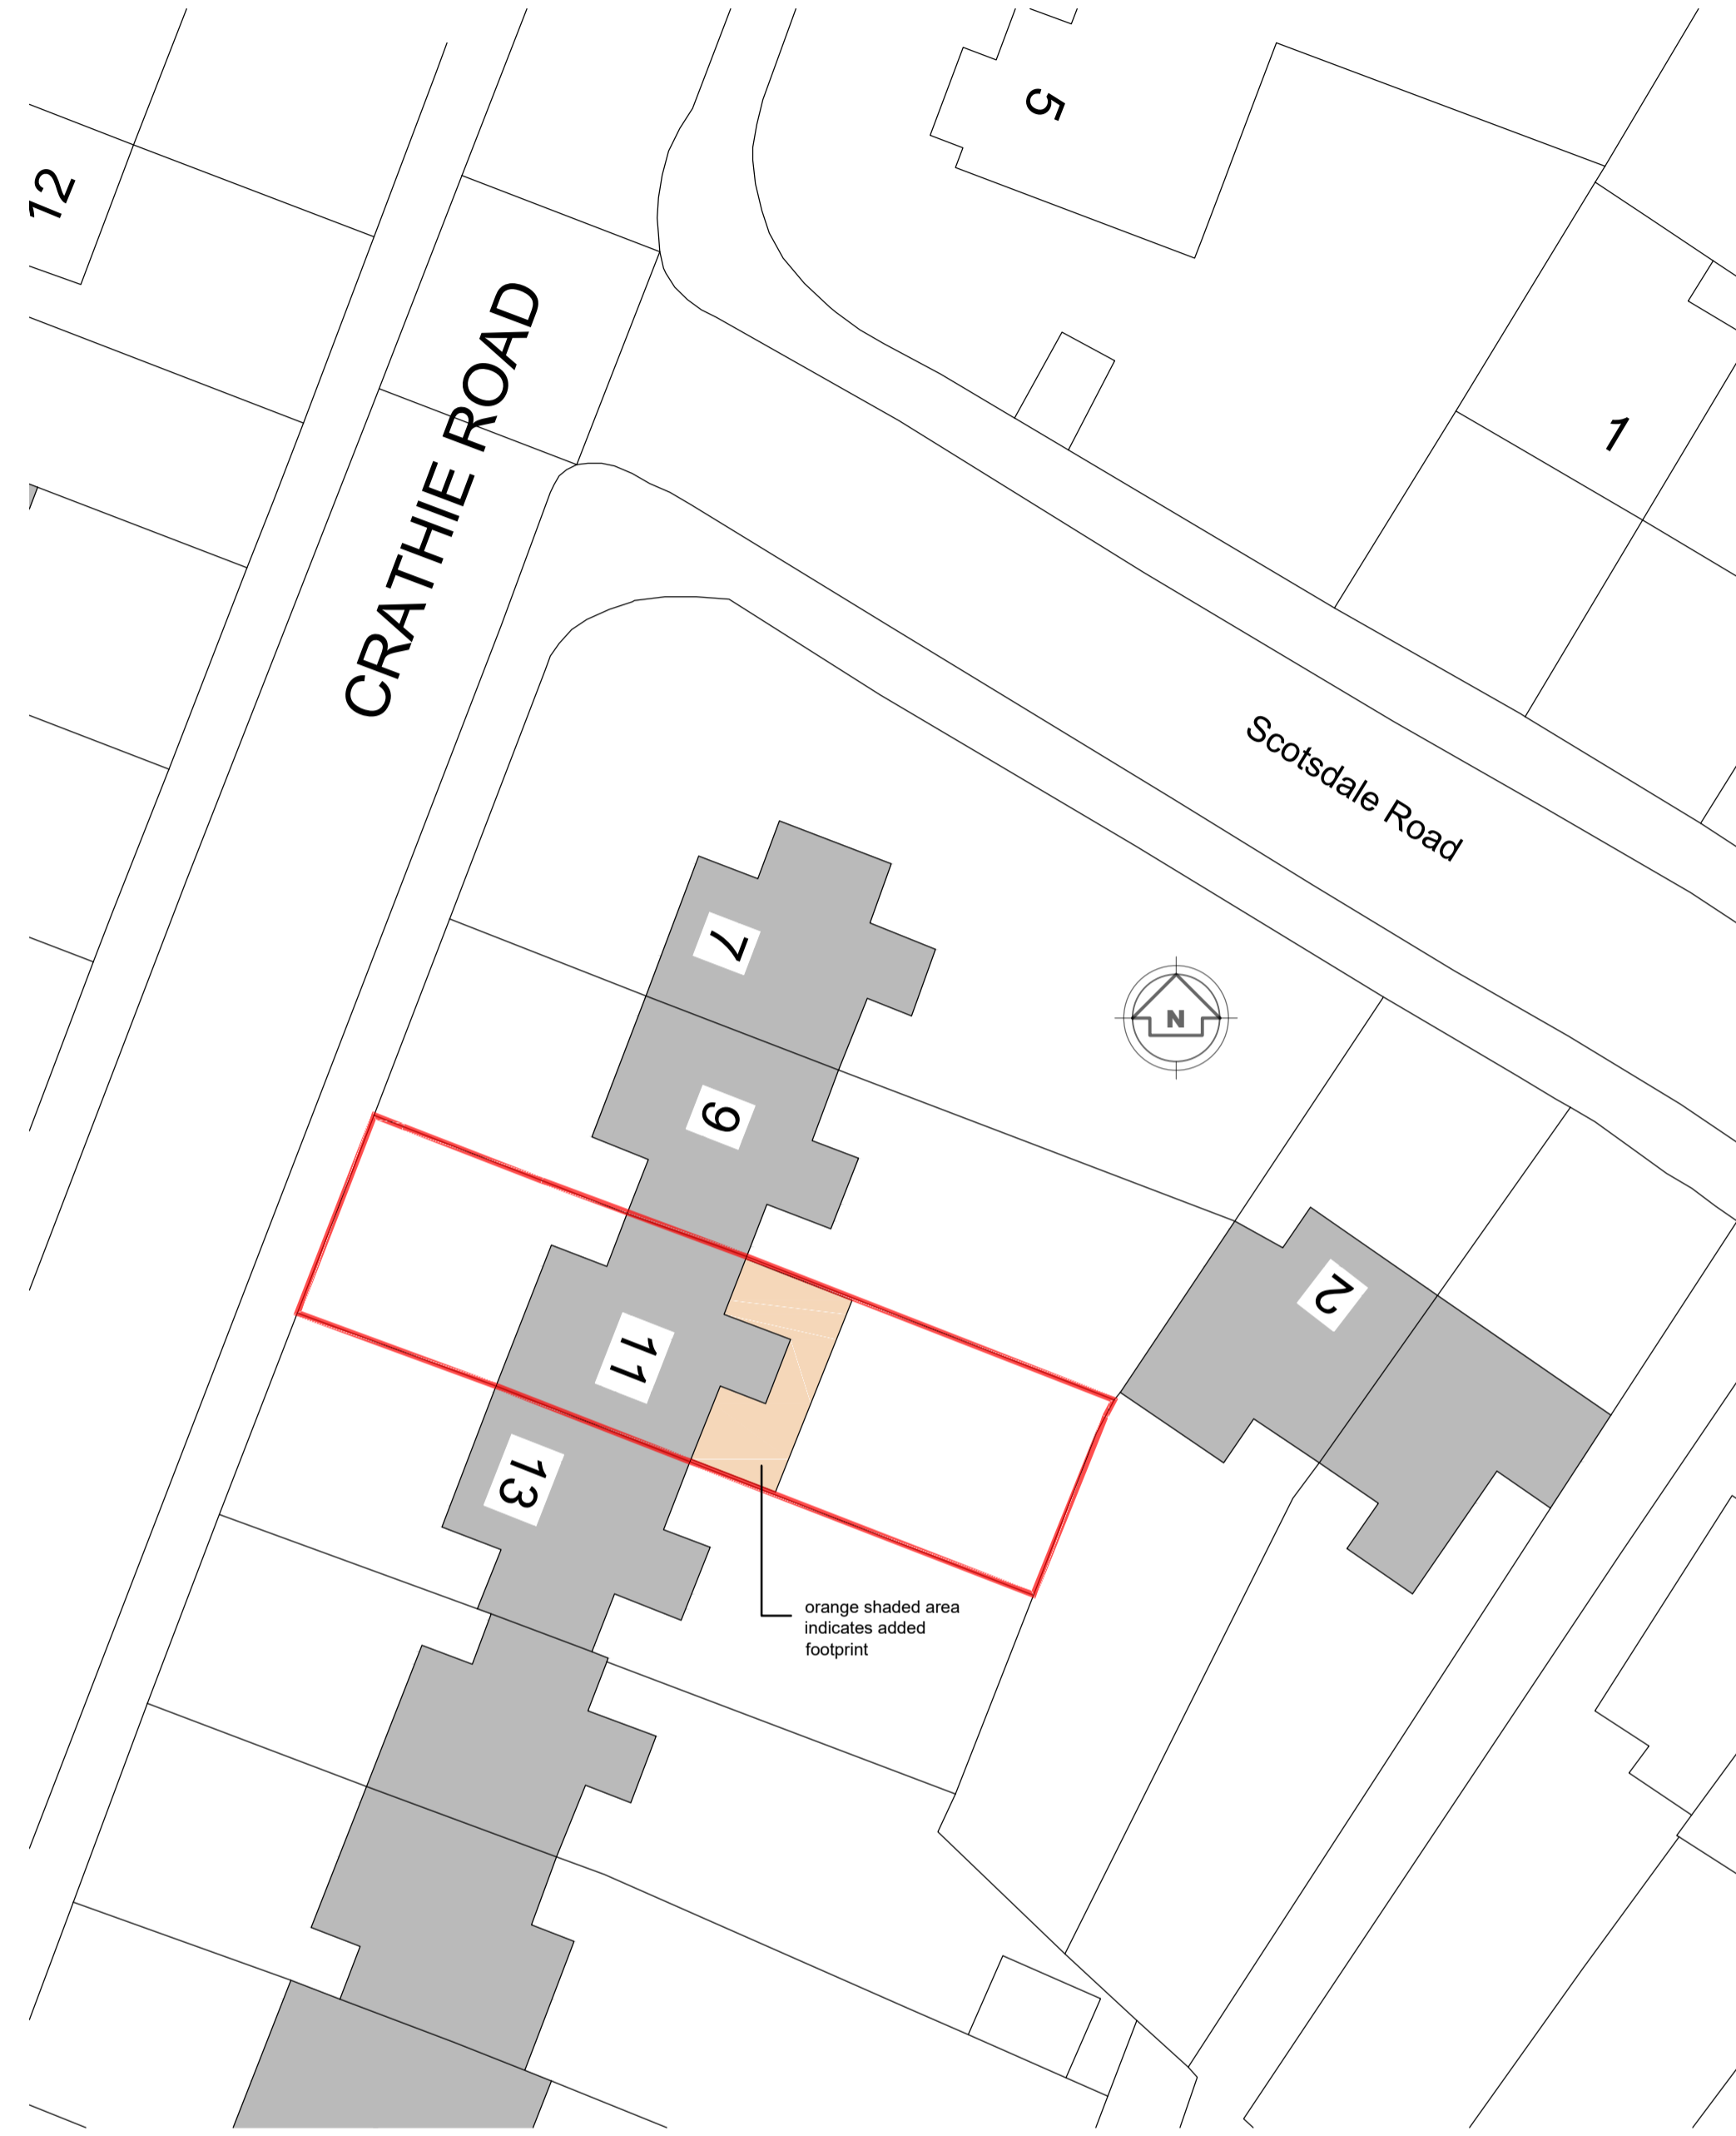 5
12
CRATHIE ROAD
1
Scotsdale Road
7
N
9
2
11
13
orange shaded area
indicates added
footprint